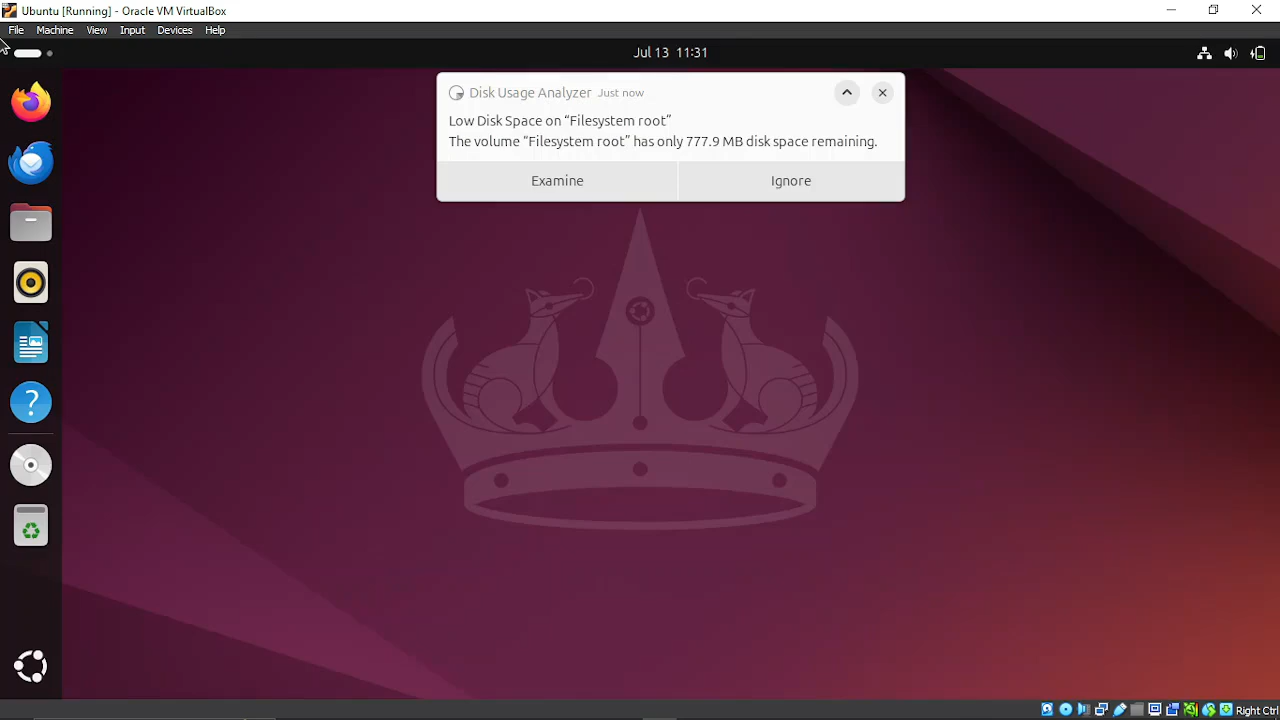 Ubuntu [Running] - Oracle VM VirtualBox
File Machine View Input Devices Help
Jul 13 11:31
Disk Usage Analyzer Just now
Low Disk Space on “Filesystem root”
The volume “Filesystem root” has only 777.9 MB disk space remaining.
Examine Ignore
?
Right Ctrl